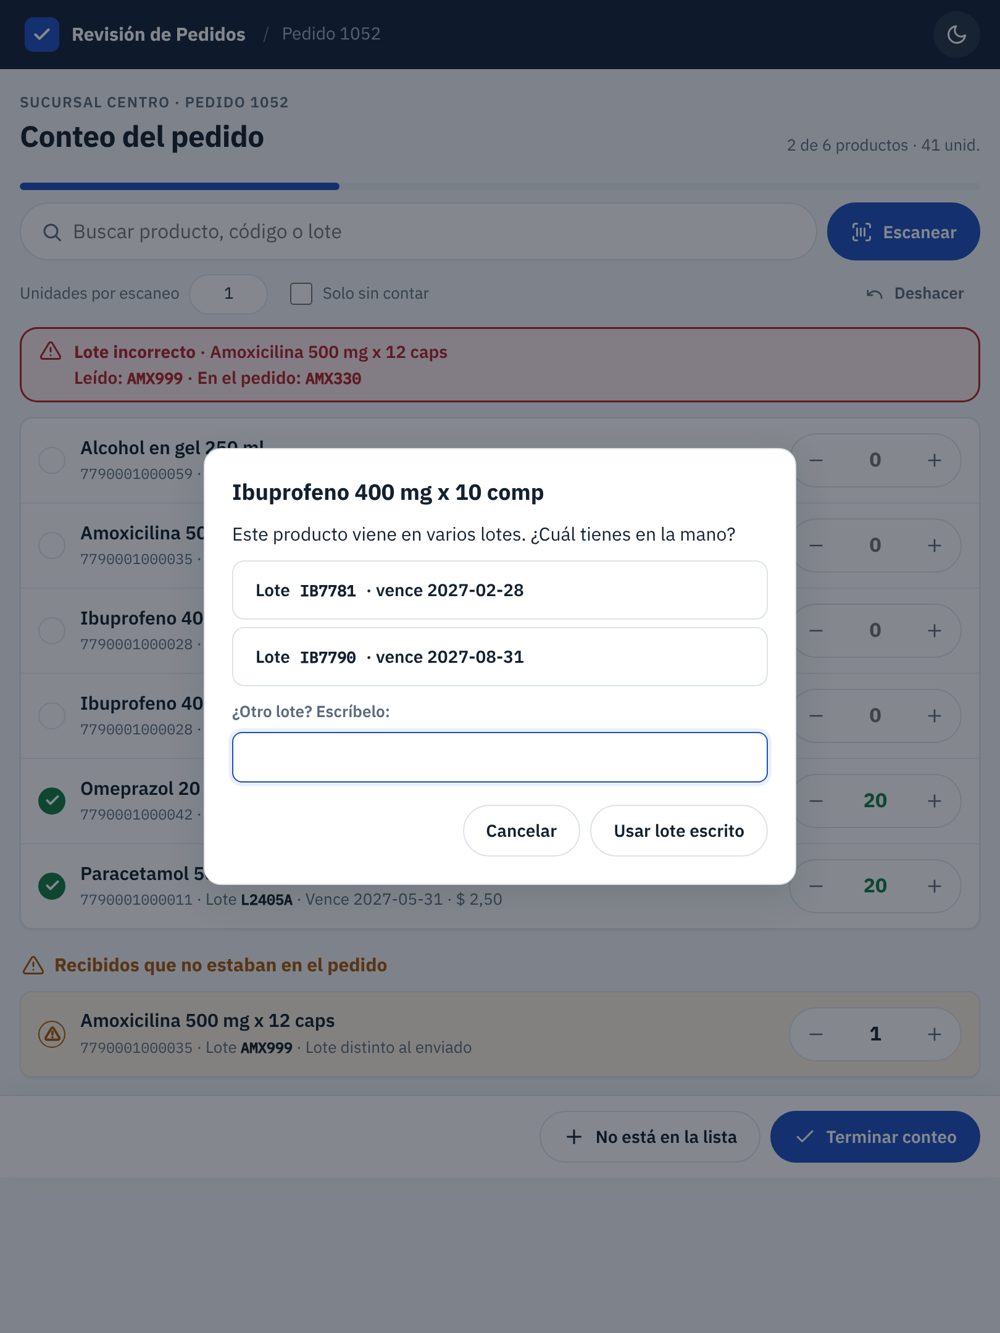 Revisión de Pedidos / Pedido 1052
SUCURSAL CENTRO · PEDIDO 1052
Conteo del pedido
2 de 6 productos · 41 unid.
Buscar producto, código o lote
Escanear
Unidades por escaneo 1
Solo sin contar
Deshacer
Lote incorrecto · Amoxicilina 500 mg x 12 caps
Leído: AMX999 · En el pedido: AMX330
Alcohol en gel 250 ml
7790001000059 ·
0
Amoxicilina 50
7790001000035 ·
0
Ibuprofeno 40
7790001000028 ·
0
Ibuprofeno 40
7790001000028 ·
0
Omeprazol 20
7790001000042 ·
20
Paracetamol 5
7790001000011 · Lote L2405A · Vence 2027-05-31 · $ 2,50
20
Ibuprofeno 400 mg x 10 comp
Este producto viene en varios lotes. ¿Cuál tienes en la mano?
Lote IB7781 · vence 2027-02-28
Lote IB7790 · vence 2027-08-31
¿Otro lote? Escríbelo:
Cancelar
Usar lote escrito
Recibidos que no estaban en el pedido
Amoxicilina 500 mg x 12 caps
7790001000035 · Lote AMX999 · Lote distinto al enviado
1
No está en la lista
Terminar conteo